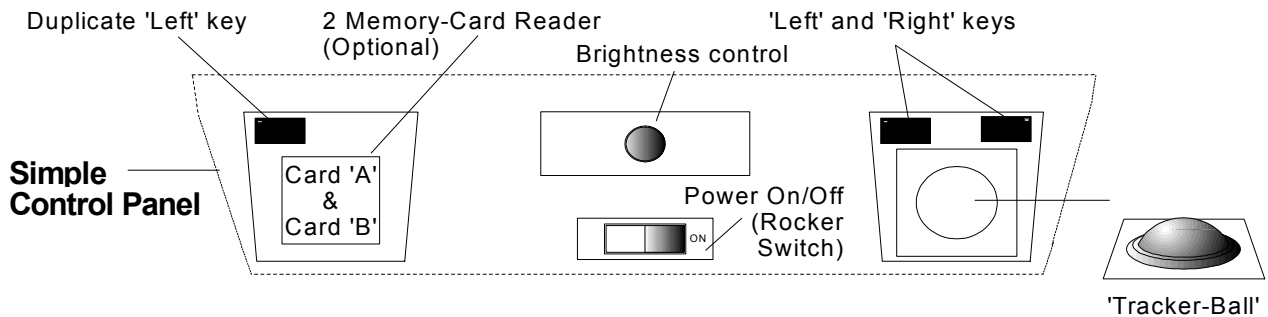 Duplicate 'Left' key
2 Memory-Card Reader
(Optional)
Brightness control
'Left' and 'Right' keys
Simple
Control Panel
Card 'A'
&
Card 'B'
Power On/Off
(Rocker
Switch)
ON
'Tracker-Ball'